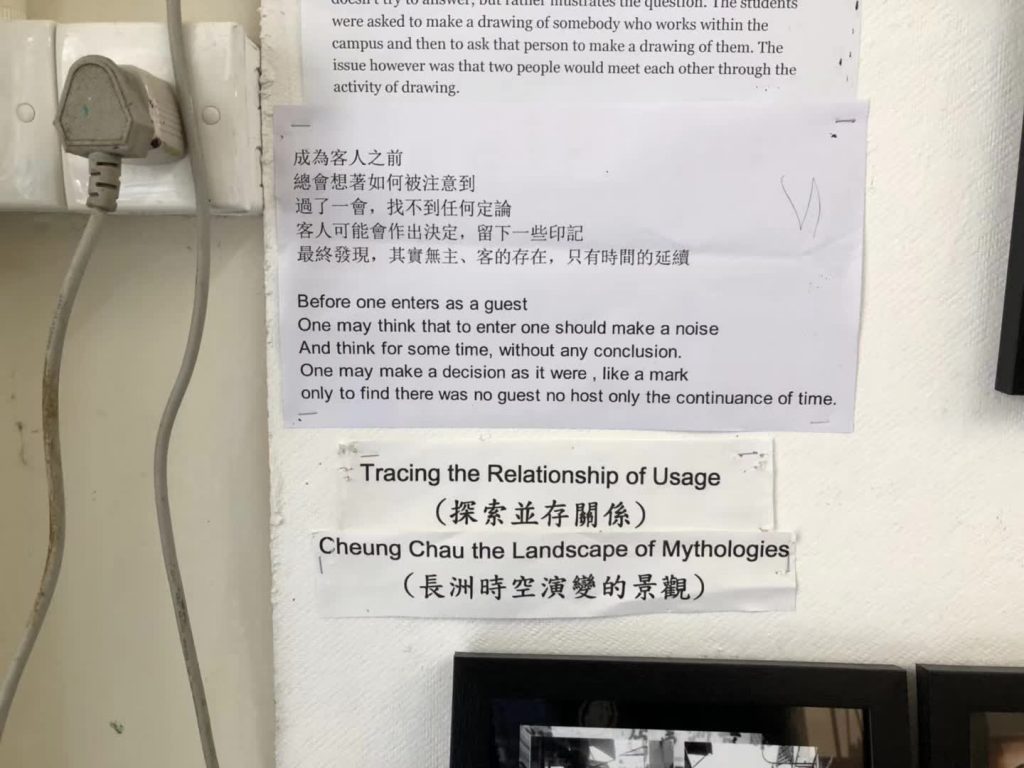 doesn't try to answer, but rather illustrates the question. The students
were asked to make a drawing of somebody who works within the
campus and then to ask that person to make a drawing of them. The
issue however was that two people would meet each other through the
activity of drawing.
成為客人之前
總會想著如何被注意到
過了一會，找不到任何定論
客人可能會作出決定，留下一些印記
最終發現，其實無主、客的存在，只有時間的延續
Before one enters as a guest
One may think that to enter one should make a noise
And think for some time, without any conclusion.
One may make a decision as it were , like a mark
only to find there was no guest no host only the continuance of time.
Tracing the Relationship of Usage
（探索並存關係）
Cheung Chau the Landscape of Mythologies
（長洲時空演變的景觀）